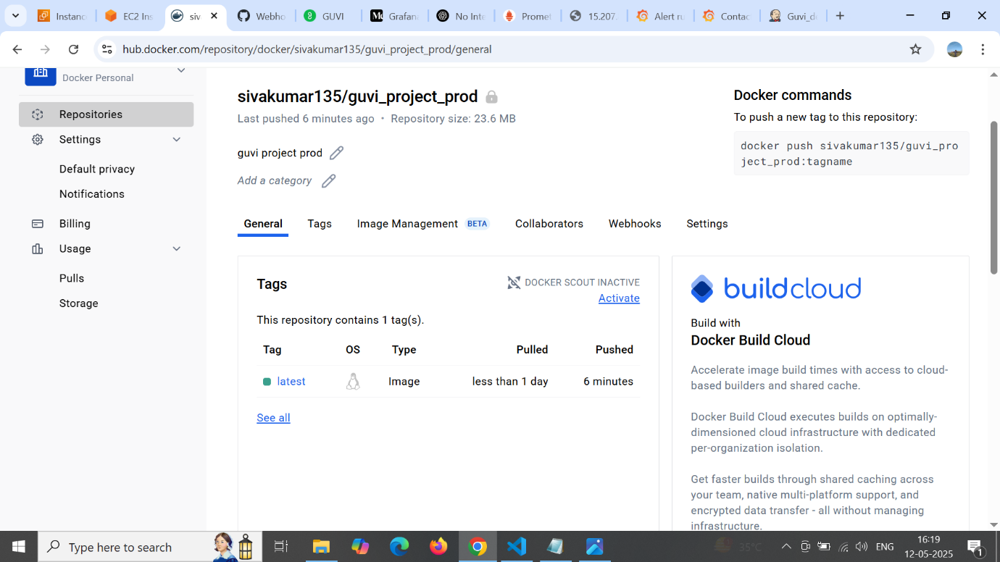 Instanc
EC2 Ins
siv
Webho
GUVI
Grafana
No Inte
Promet
15.207.
Alert ru
Contac
Guvi_de
hub.docker.com/repository/docker/sivakumar135/guvi_project_prod/general
Docker Personal
Repositories
Settings
Default privacy
Notifications
Billing
Usage
Pulls
Storage
sivakumar135/guvi_project_prod
Last pushed 6 minutes ago • Repository size: 23.6 MB
guvi project prod
Add a category
Docker commands
To push a new tag to this repository:
docker push sivakumar135/guvi_pro
ject_prod:tagname
General
Tags
Image Management BETA
Collaborators
Webhooks
Settings
Tags
DOCKER SCOUT INACTIVE
Activate
This repository contains 1 tag(s).
Tag OS Type Pulled Pushed
latest Image less than 1 day 6 minutes
See all
buildcloud
Build with
Docker Build Cloud
Accelerate image build times with access to cloud-
based builders and shared cache.
Docker Build Cloud executes builds on optimally-
dimensioned cloud infrastructure with dedicated
per-organization isolation.
Get faster builds through shared caching across
your team, native multi-platform support, and
encrypted data transfer - all without managing
infrastructure.
Type here to search
35°C
ENG
16:19
12-05-2025
1